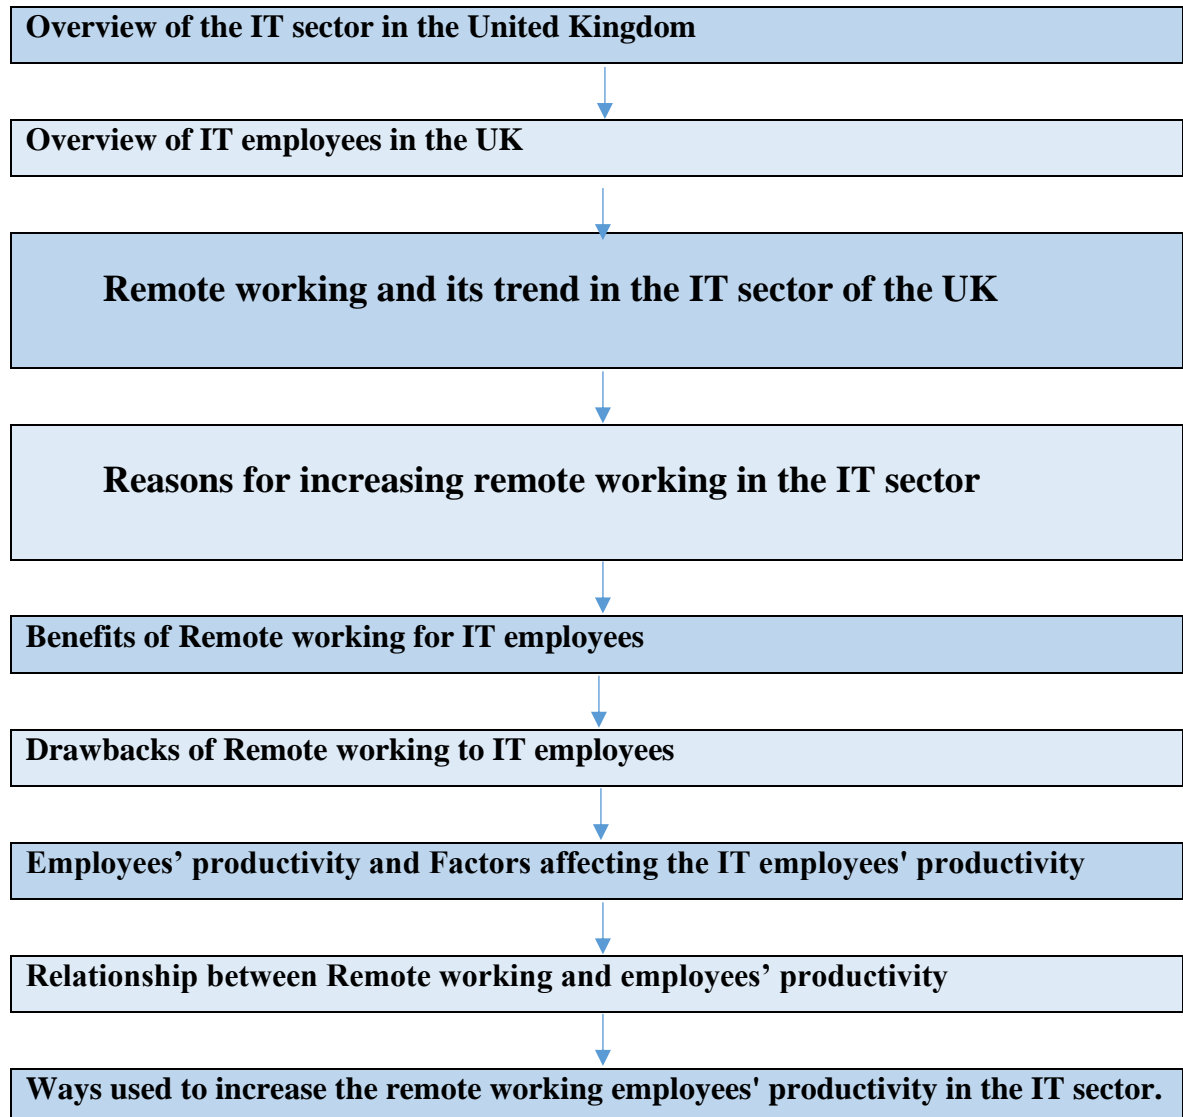 Overview of the IT sector in the United Kingdom
Overview of IT employees in the UK
Remote working and its trend in the IT sector of the UK
Reasons for increasing remote working in the IT sector
Benefits of Remote working for IT employees
Drawbacks of Remote working to IT employees
Employees’ productivity and Factors affecting the IT employees' productivity
Relationship between Remote working and employees’ productivity
Ways used to increase the remote working employees' productivity in the IT sector.